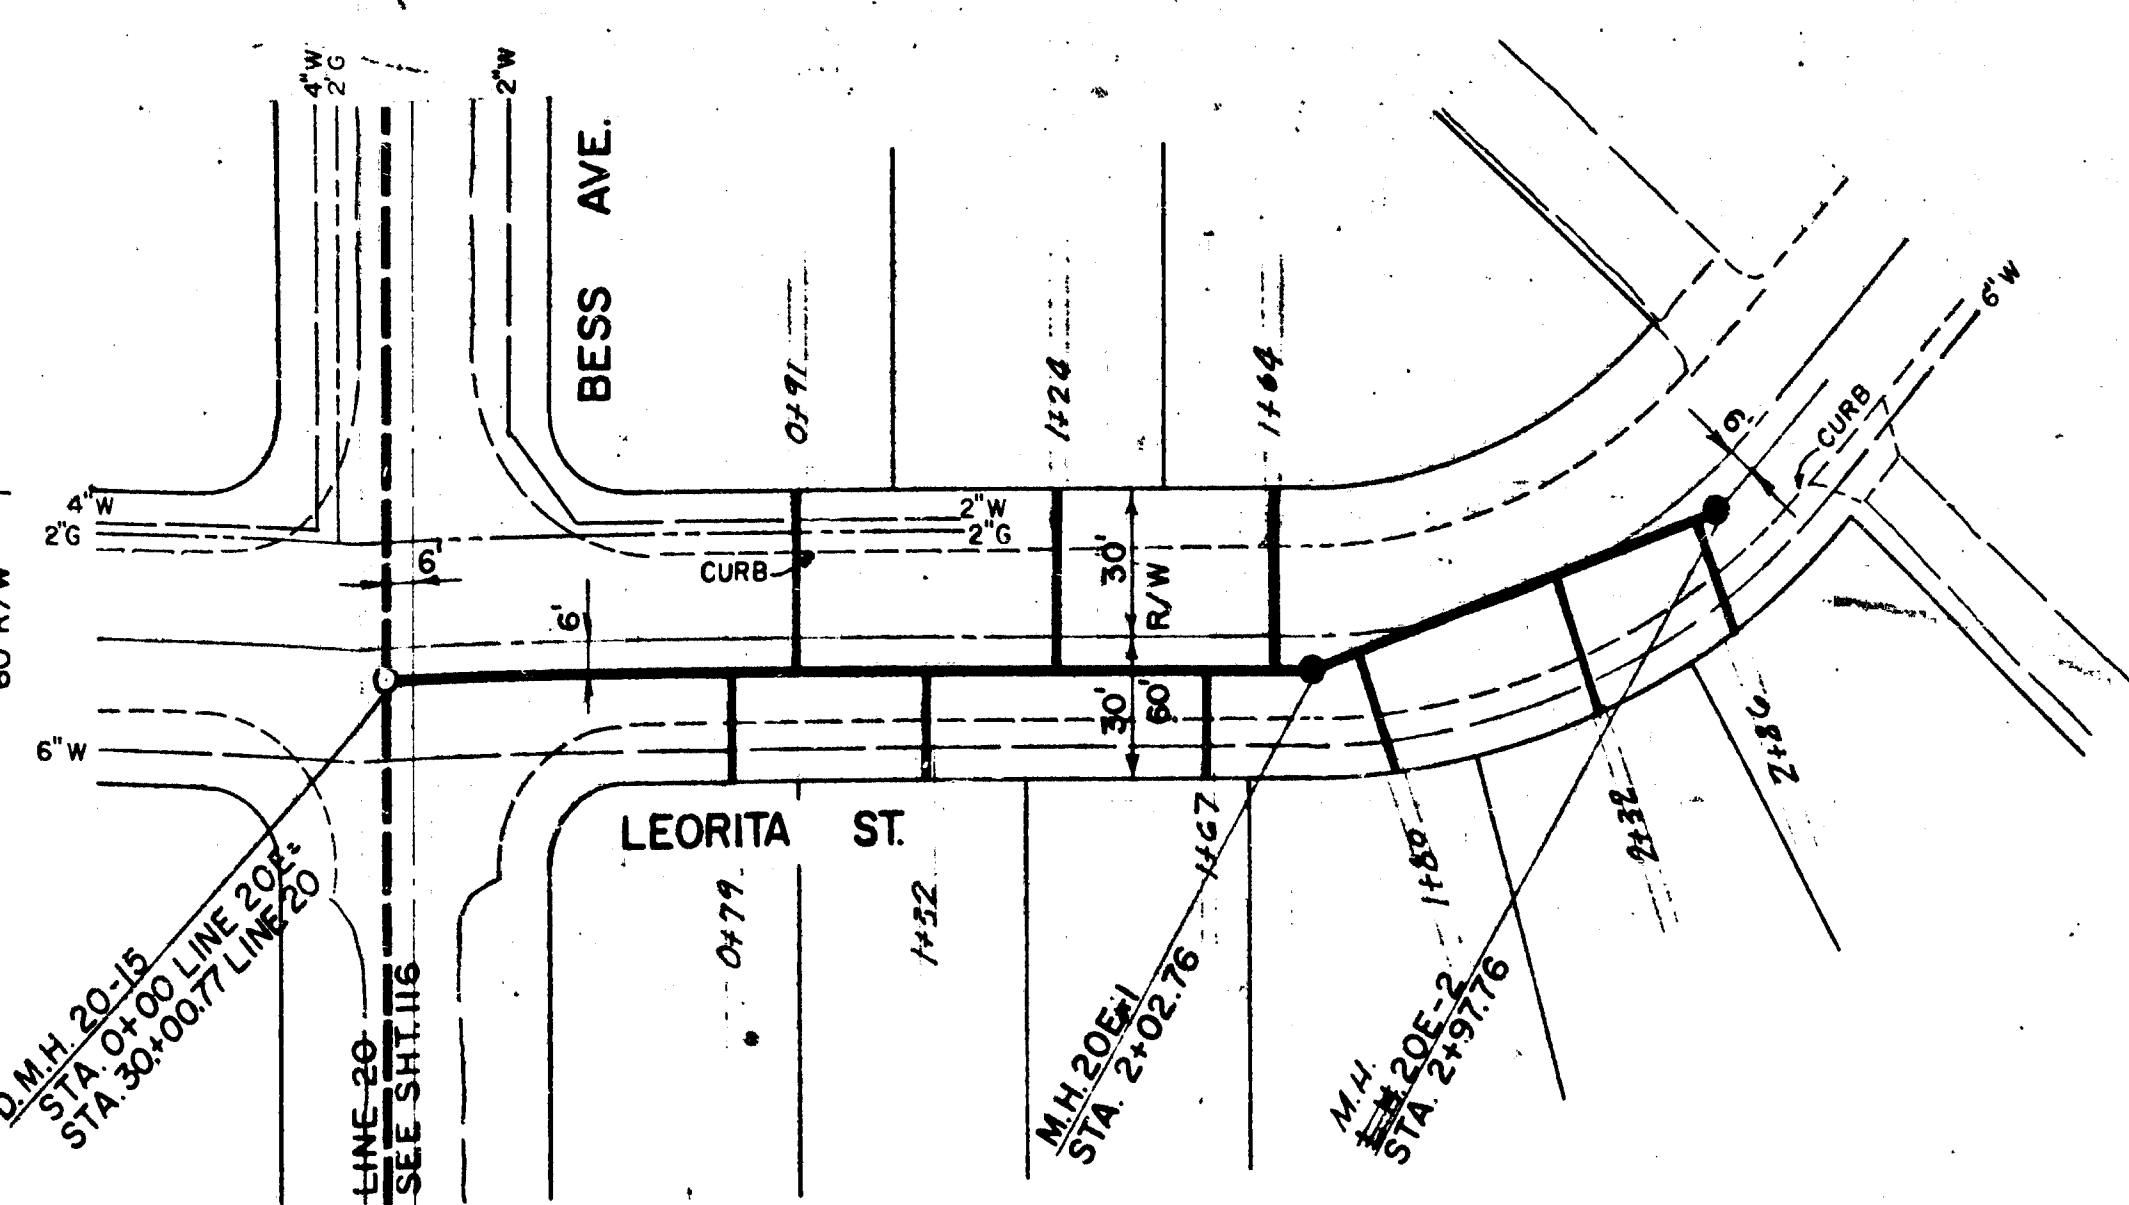 4"W
2"G
2"W
BESS AVE.
0+91
1+24
1+64
6"W
6'
CURB
4"W
2"G
2"W
2"G
6'
CURB
6'
30'
R/W
60'
30'
6"W
LEORITA ST.
0+79
1+32
1+67
1+80
2+32
2+86
D.M.H. 20-15
STA. 0+00 LINE 20E=
STA. 30+00.77 LINE 20
LINE 20
SEE SHT. 116
M.H. 20E-1
STA. 2+02.76
M.H. 20E-2
STA. 2+97.76
60' R/W